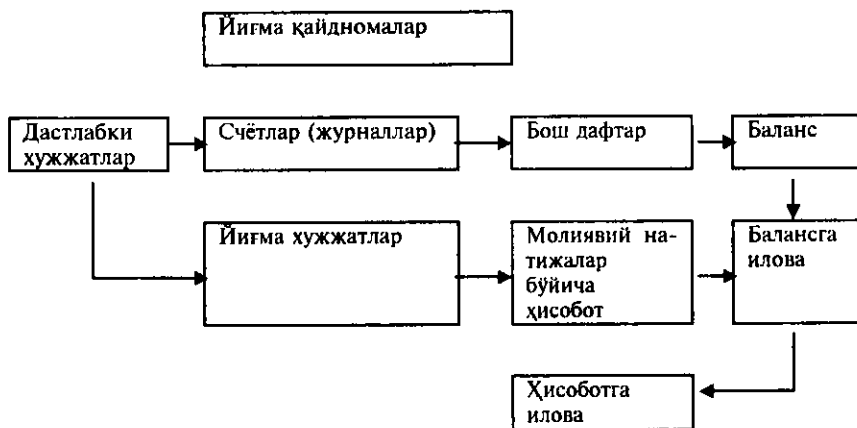 Йиғма қайдномалар
Дастлабки
хужжатлар
Счётлар (журналлар)
Бош дафтар
Баланс
Йиғма хужжатлар
Молиявий на-
тижалар
бўйича
ҳисобот
Балансга
илова
Ҳисоботга
илова